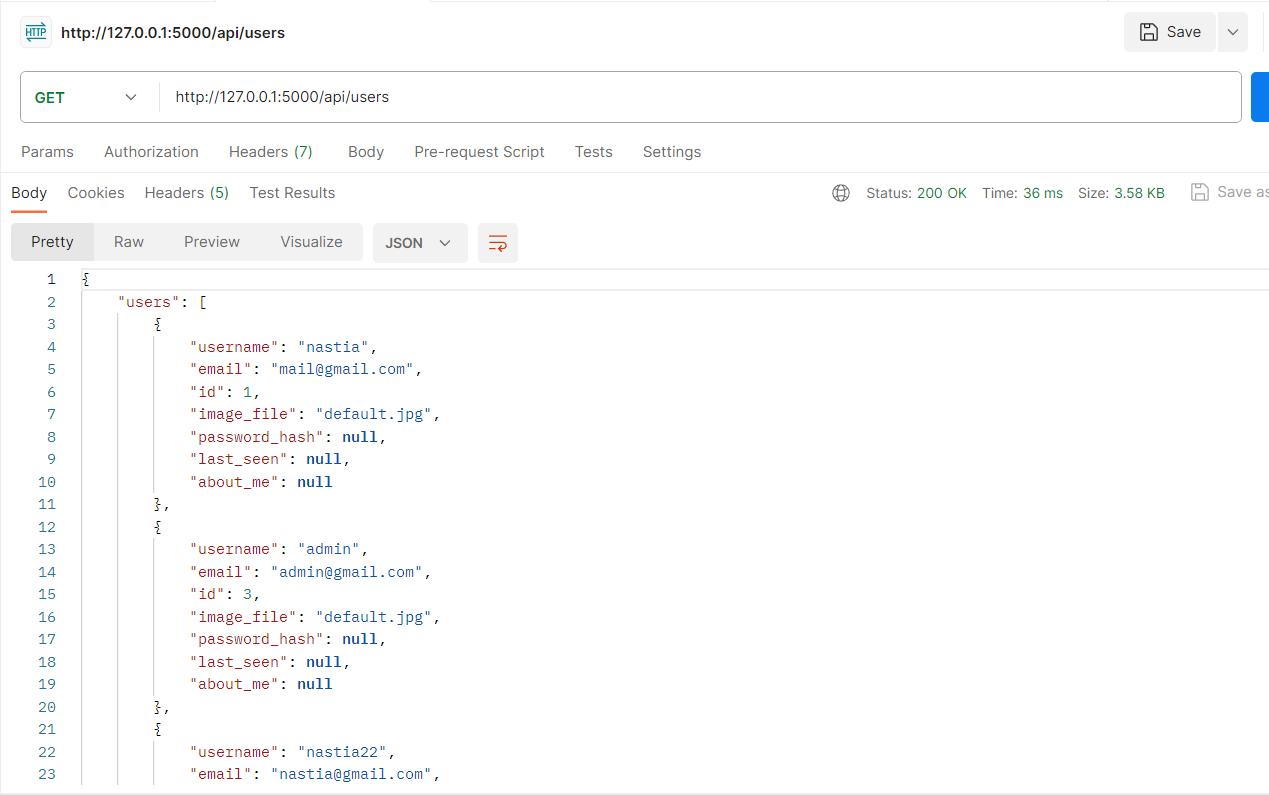 HTTP http://127.0.0.1:5000/api/users Save
GET http://127.0.0.1:5000/api/users
Params Authorization Headers (7) Body Pre-request Script Tests Settings
Body Cookies Headers (5) Test Results Status: 200 OK Time: 36 ms Size: 3.58 KB Save as
Pretty Raw Preview Visualize JSON
1 {
2 "users": [
3 {
4 "username": "nastia",
5 "email": "mail@gmail.com",
6 "id": 1,
7 "image_file": "default.jpg",
8 "password_hash": null,
9 "last_seen": null,
10 "about_me": null
11 },
12 {
13 "username": "admin",
14 "email": "admin@gmail.com",
15 "id": 3,
16 "image_file": "default.jpg",
17 "password_hash": null,
18 "last_seen": null,
19 "about_me": null
20 },
21 {
22 "username": "nastia22",
23 "email": "nastia@gmail.com",